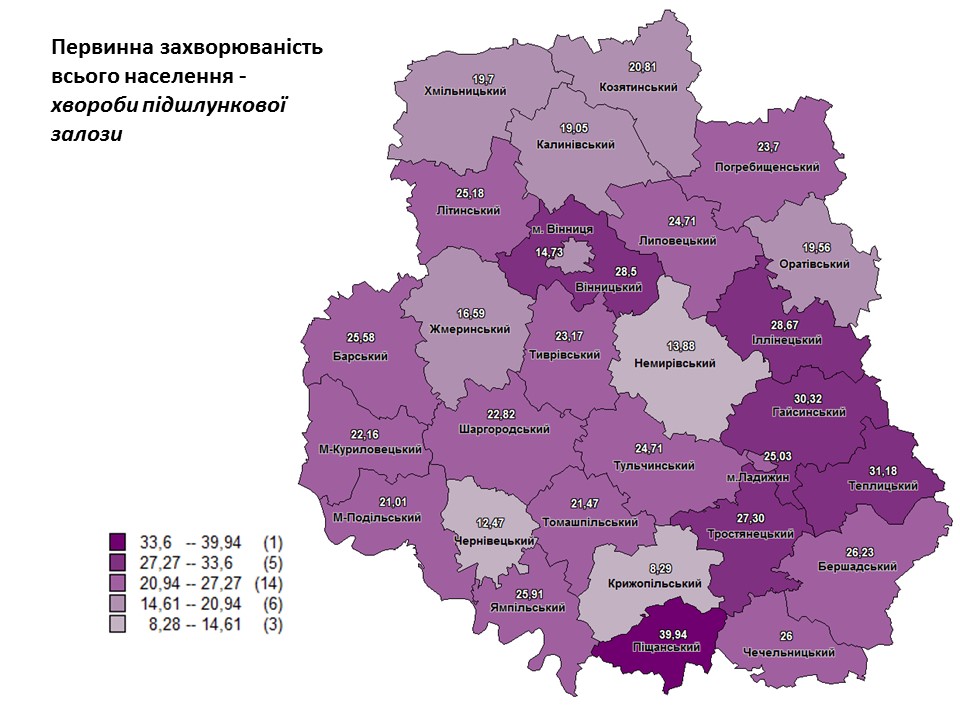 Первинна захворюваність
всього населення -
хвороби підшлункової
залози
20,81
Козятинський
19,7
Хмільницький
19,05
Калинівський
23,7
Погребищенський
25,18
Літинський
24,71
Липовецький
м. Вінниця
14,73
19,56
Оратівський
28,5
Вінницький
16,59
Жмеринський
28,67
Іллінецький
25,58
Барський
23,17
Тиврівський
13,88
Немирівський
30,32
Гайсинський
22,82
Шаргородський
22,16
М-Куриловецький
24,71
Тульчинський
25,03
м.Ладижин
31,18
Теплицький
21,01
М-Подільський
12,47
Чернівецький
21,47
Томашпільський
27,30
Тростянецький
26,23
Бершадський
8,29
Крижопільський
25,91
Ямпільський
39,94
Піщанський
26
Чечельницький
33,6 -- 39,94 (1)
27,27 -- 33,6 (5)
20,94 -- 27,27 (14)
14,61 -- 20,94 (6)
8,28 -- 14,61 (3)